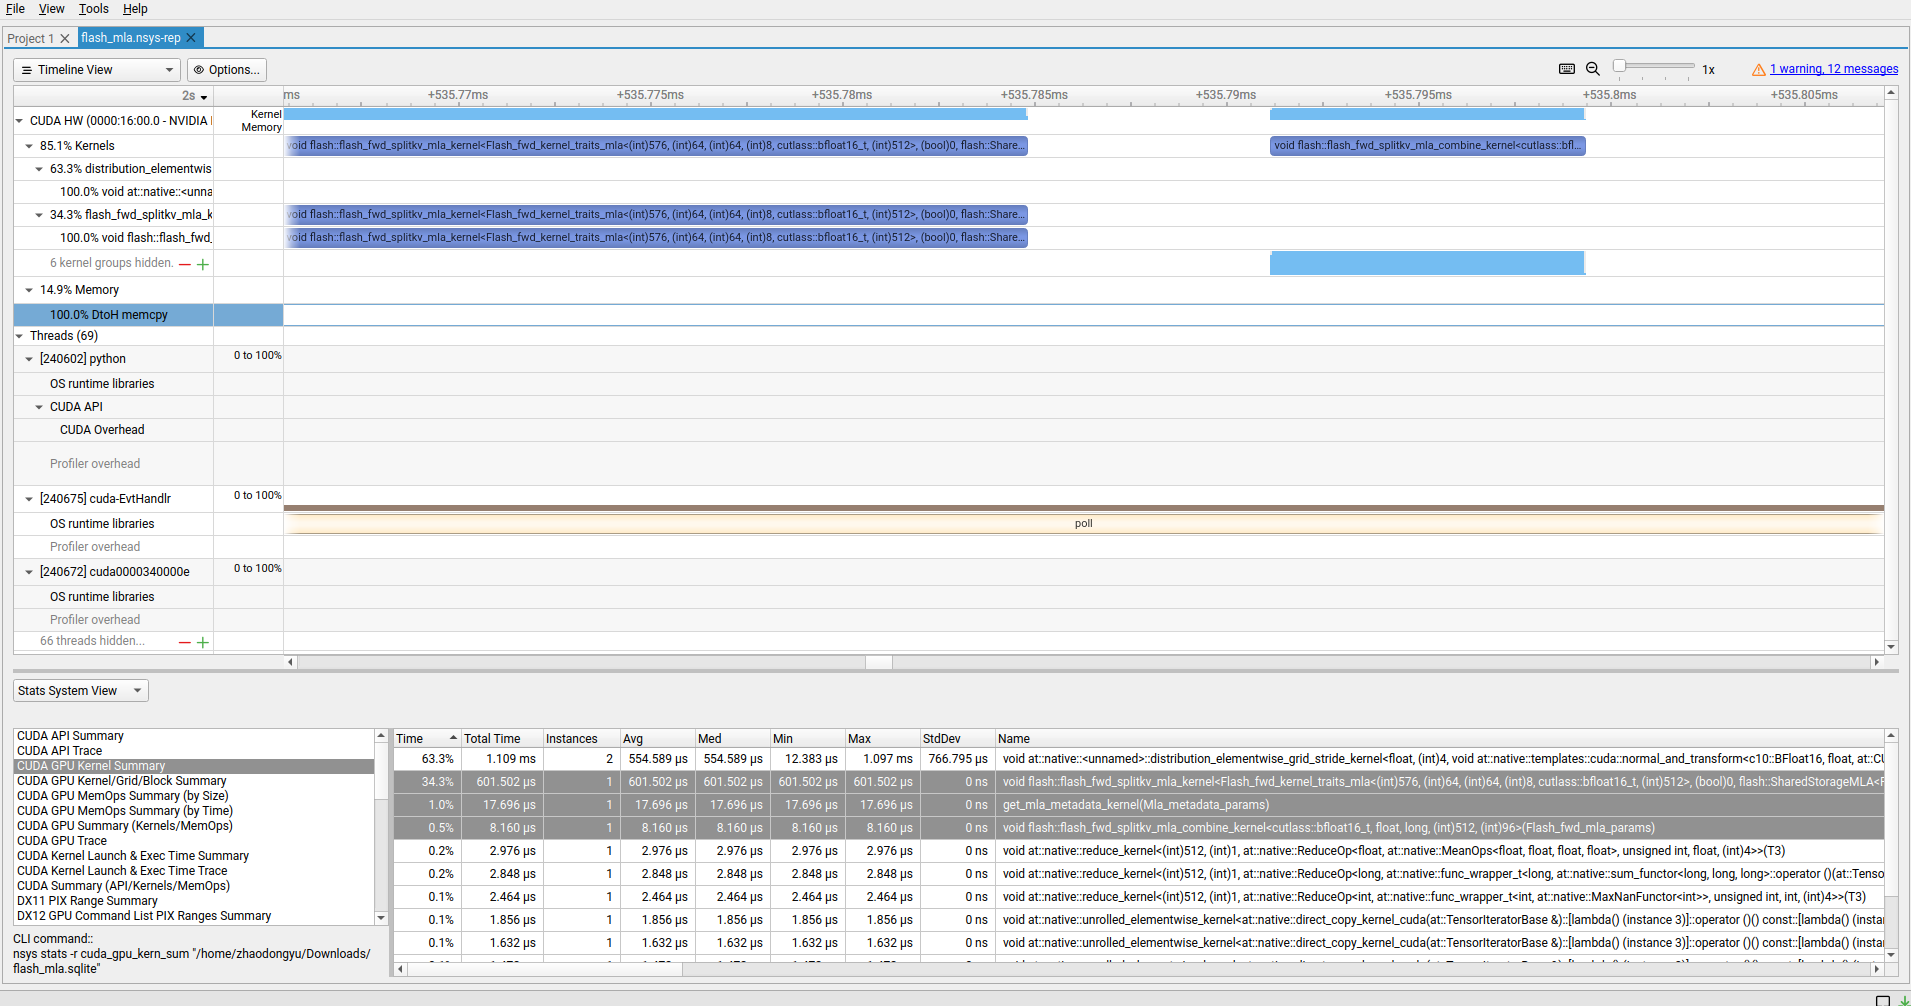 File View Tools Help
Project 1 flash_mla.nsys-rep
Timeline View Options... 1x 1 warning, 12 messages
2s ms +535.77ms +535.775ms +535.78ms +535.785ms +535.79ms +535.795ms +535.8ms +535.805ms
CUDA HW (0000:16:00.0 - NVIDIA Kernel
Memory
85.1% Kernels void flash::flash_fwd_splitkv_mla_kernel<Flash_fwd_kernel_traits_mla<(int)576, (int)64, (int)64, (int)8, cutlass::bfloat16_t, (int)512>, (bool)0, flash::Share... void flash::flash_fwd_splitkv_mla_combine_kernel<cutlass::bfl...
63.3% distribution_elementwis
100.0% void at::native::<unna
34.3% flash_fwd_splitkv_mla_k void flash::flash_fwd_splitkv_mla_kernel<Flash_fwd_kernel_traits_mla<(int)576, (int)64, (int)64, (int)8, cutlass::bfloat16_t, (int)512>, (bool)0, flash::Share...
100.0% void flash::flash_fwd_ void flash::flash_fwd_splitkv_mla_kernel<Flash_fwd_kernel_traits_mla<(int)576, (int)64, (int)64, (int)8, cutlass::bfloat16_t, (int)512>, (bool)0, flash::Share...
6 kernel groups hidden.
14.9% Memory
100.0% DtoH memcpy
Threads (69)
[240602] python 0 to 100%
OS runtime libraries
CUDA API
CUDA Overhead
Profiler overhead
[240675] cuda-EvtHandlr 0 to 100%
OS runtime libraries poll
Profiler overhead
[240672] cuda0000340000e 0 to 100%
OS runtime libraries
Profiler overhead
66 threads hidden...
Stats System View
CUDA API Summary
CUDA API Trace
CUDA GPU Kernel Summary
CUDA GPU Kernel/Grid/Block Summary
CUDA GPU MemOps Summary (by Size)
CUDA GPU MemOps Summary (by Time)
CUDA GPU Summary (Kernels/MemOps)
CUDA GPU Trace
CUDA Kernel Launch & Exec Time Summary
CUDA Kernel Launch & Exec Time Trace
CUDA Summary (API/Kernels/MemOps)
DX11 PIX Range Summary
DX12 GPU Command List PIX Ranges Summary
CLI command::
nsys stats -r cuda_gpu_kern_sum "/home/zhaodongyu/Downloads/
flash_mla.sqlite"
Time Total Time Instances Avg Med Min Max StdDev Name
63.3% 1.109 ms 2 554.589 µs 554.589 µs 12.383 µs 1.097 ms 766.795 µs void at::native::<unnamed>::distribution_elementwise_grid_stride_kernel<float, (int)4, void at::native::templates::cuda::normal_and_transform<c10::BFloat16, float, at::CU
34.3% 601.502 µs 1 601.502 µs 601.502 µs 601.502 µs 601.502 µs 0 ns void flash::flash_fwd_splitkv_mla_kernel<Flash_fwd_kernel_traits_mla<(int)576, (int)64, (int)64, (int)8, cutlass::bfloat16_t, (int)512>, (bool)0, flash::SharedStorageMLA<F
1.0% 17.696 µs 1 17.696 µs 17.696 µs 17.696 µs 17.696 µs 0 ns get_mla_metadata_kernel(Mla_metadata_params)
0.5% 8.160 µs 1 8.160 µs 8.160 µs 8.160 µs 8.160 µs 0 ns void flash::flash_fwd_splitkv_mla_combine_kernel<cutlass::bfloat16_t, float, long, (int)512, (int)96>(Flash_fwd_mla_params)
0.2% 2.976 µs 1 2.976 µs 2.976 µs 2.976 µs 2.976 µs 0 ns void at::native::reduce_kernel<(int)512, (int)1, at::native::ReduceOp<float, at::native::MeanOps<float, float, float, float>, unsigned int, float, (int)4>>(T3)
0.2% 2.848 µs 1 2.848 µs 2.848 µs 2.848 µs 2.848 µs 0 ns void at::native::reduce_kernel<(int)512, (int)1, at::native::ReduceOp<long, at::native::func_wrapper_t<long, at::native::sum_functor<long, long, long>::operator ()(at::Tenso
0.1% 2.464 µs 1 2.464 µs 2.464 µs 2.464 µs 2.464 µs 0 ns void at::native::reduce_kernel<(int)512, (int)1, at::native::ReduceOp<int, at::native::func_wrapper_t<int, at::native::MaxNanFunctor<int>>, unsigned int, int, (int)4>>(T3)
0.1% 1.856 µs 1 1.856 µs 1.856 µs 1.856 µs 1.856 µs 0 ns void at::native::unrolled_elementwise_kernel<at::native::direct_copy_kernel_cuda(at::TensorIteratorBase &)::[lambda() (instance 3)]::operator ()() const::[lambda() (instan
0.1% 1.632 µs 1 1.632 µs 1.632 µs 1.632 µs 1.632 µs 0 ns void at::native::unrolled_elementwise_kernel<at::native::direct_copy_kernel_cuda(at::TensorIteratorBase &)::[lambda() (instance 3)]::operator ()() const::[lambda() (instan